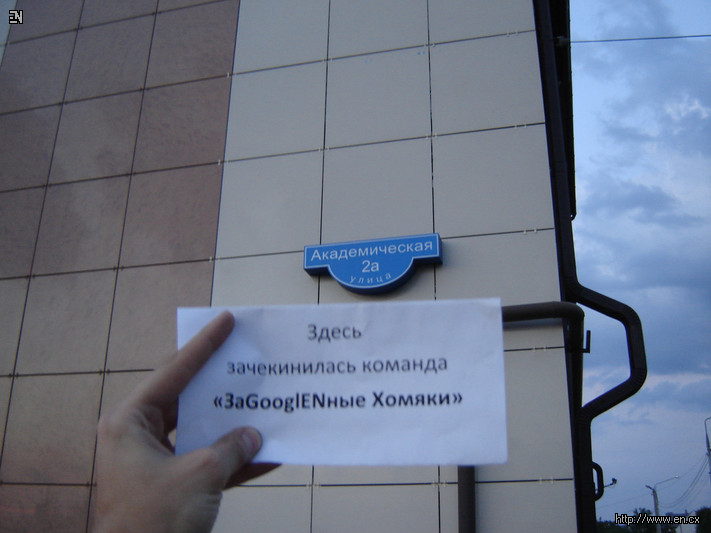 EN
Академическая
2а
улица
Здесь
зачекинилась команда
«ЗаGooglENные Хомяки»
http://www.en.cx